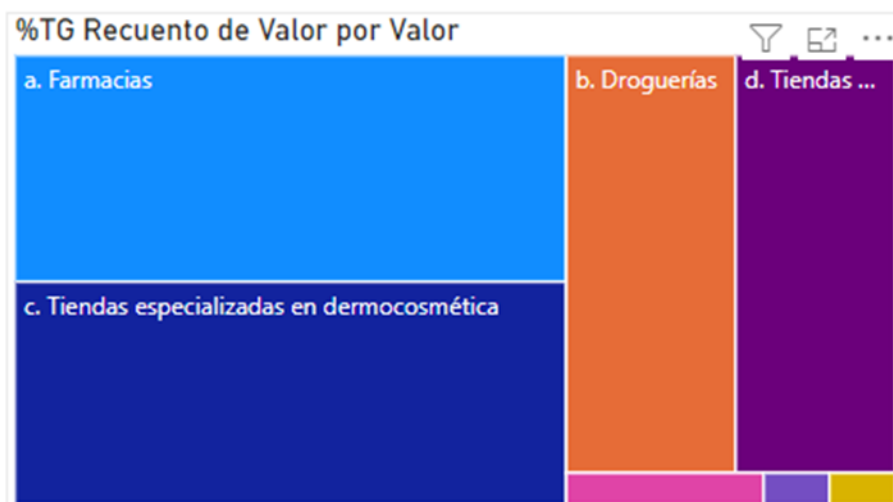 %TG Recuento de Valor por Valor
a. Farmacias
b. Droguerías
d. Tiendas ...
c. Tiendas especializadas en dermocosmética